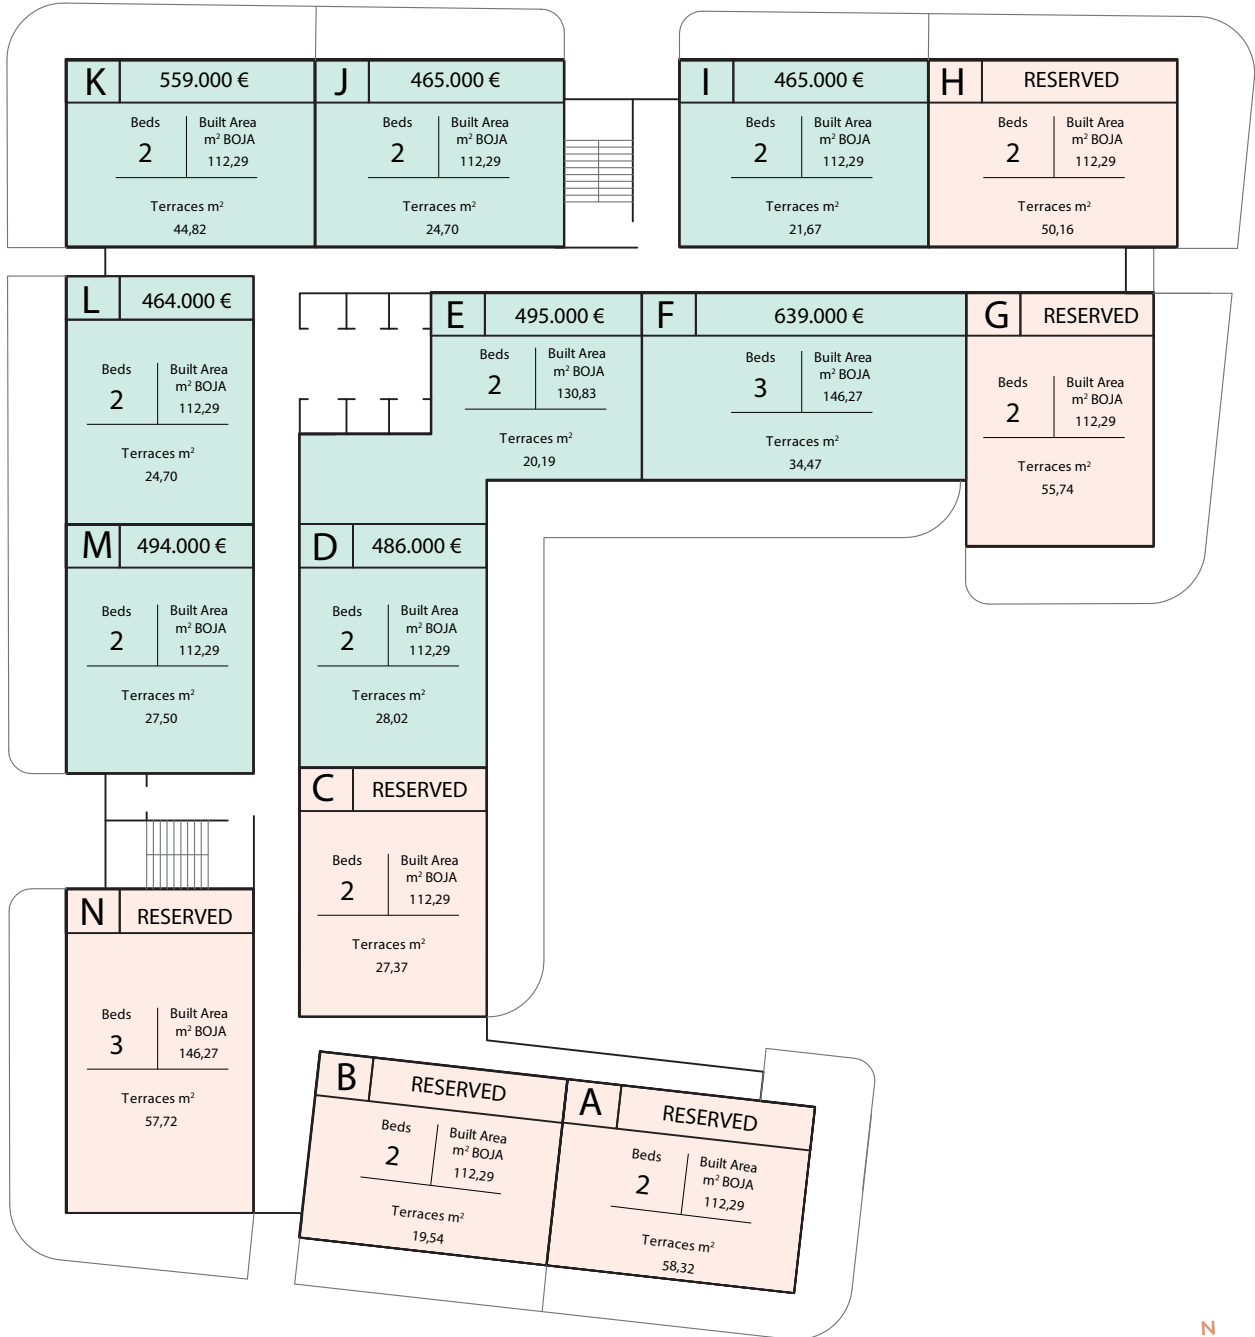 K 559.000 €
Beds
2
Built Area
m² BOJA
112,29
Terraces m²
44,82
J 465.000 €
Beds
2
Built Area
m² BOJA
112,29
Terraces m²
24,70
I 465.000 €
Beds
2
Built Area
m² BOJA
112,29
Terraces m²
21,67
H RESERVED
Beds
2
Built Area
m² BOJA
112,29
Terraces m²
50,16
L 464.000 €
Beds
2
Built Area
m² BOJA
112,29
Terraces m²
24,70
E 495.000 €
Beds
2
Built Area
m² BOJA
130,83
Terraces m²
20,19
F 639.000 €
Beds
3
Built Area
m² BOJA
146,27
Terraces m²
34,47
G RESERVED
Beds
2
Built Area
m² BOJA
112,29
Terraces m²
55,74
M 494.000 €
Beds
2
Built Area
m² BOJA
112,29
Terraces m²
27,50
D 486.000 €
Beds
2
Built Area
m² BOJA
112,29
Terraces m²
28,02
C RESERVED
Beds
2
Built Area
m² BOJA
112,29
Terraces m²
27,37
N RESERVED
Beds
3
Built Area
m² BOJA
146,27
Terraces m²
57,72
B RESERVED
Beds
2
Built Area
m² BOJA
112,29
Terraces m²
19,54
A RESERVED
Beds
2
Built Area
m² BOJA
112,29
Terraces m²
58,32
N